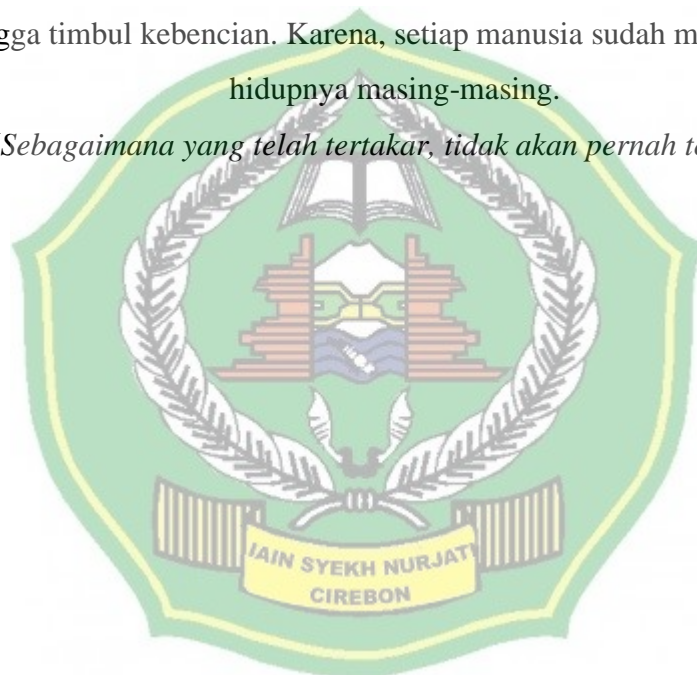 gga timbul kebencian. Karena, setiap manusia sudah m
hidupnya masing-masing.
Sebagaimana yang telah tertakar, tidak akan pernah te
IAIN SYEKH NURJATI
CIREBON